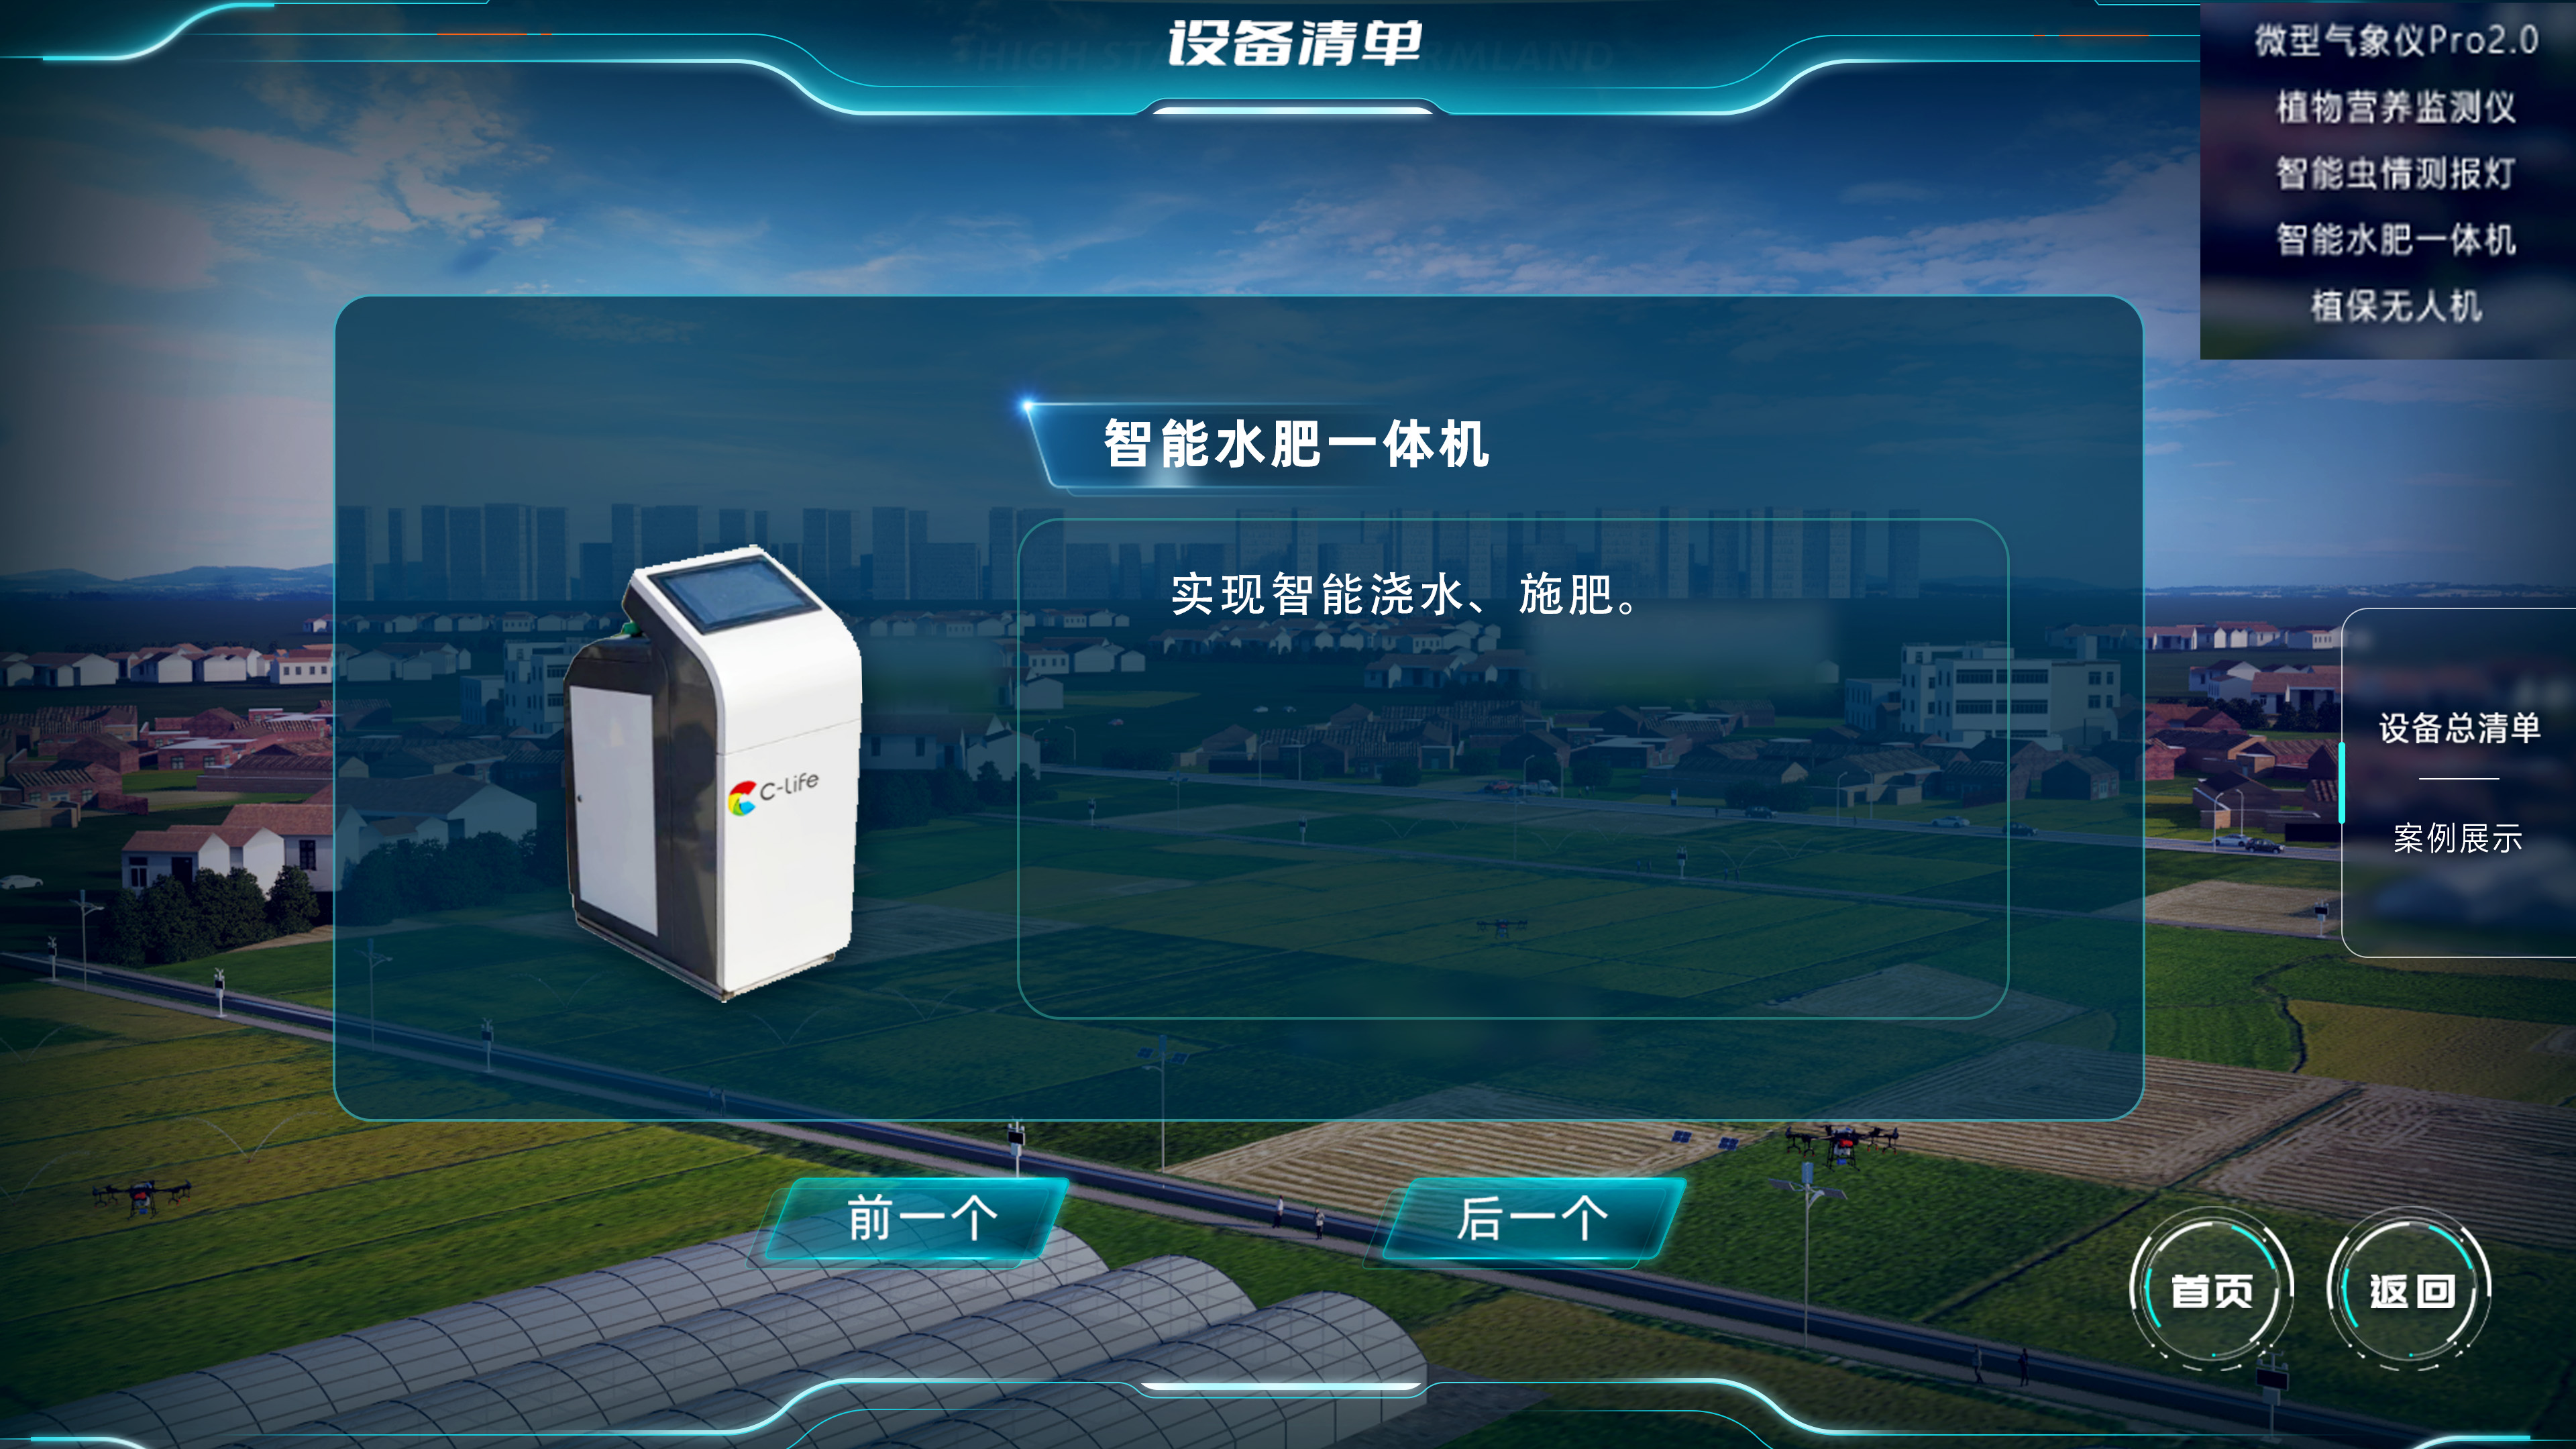 设备清单
微型气象仪Pro2.0
植物营养监测仪
智能虫情测报灯
智能水肥一体机
植保无人机
智能水肥一体机
实现智能浇水、施肥。
C-Life
设备总清单
案例展示
前一个
后一个
首页
返回